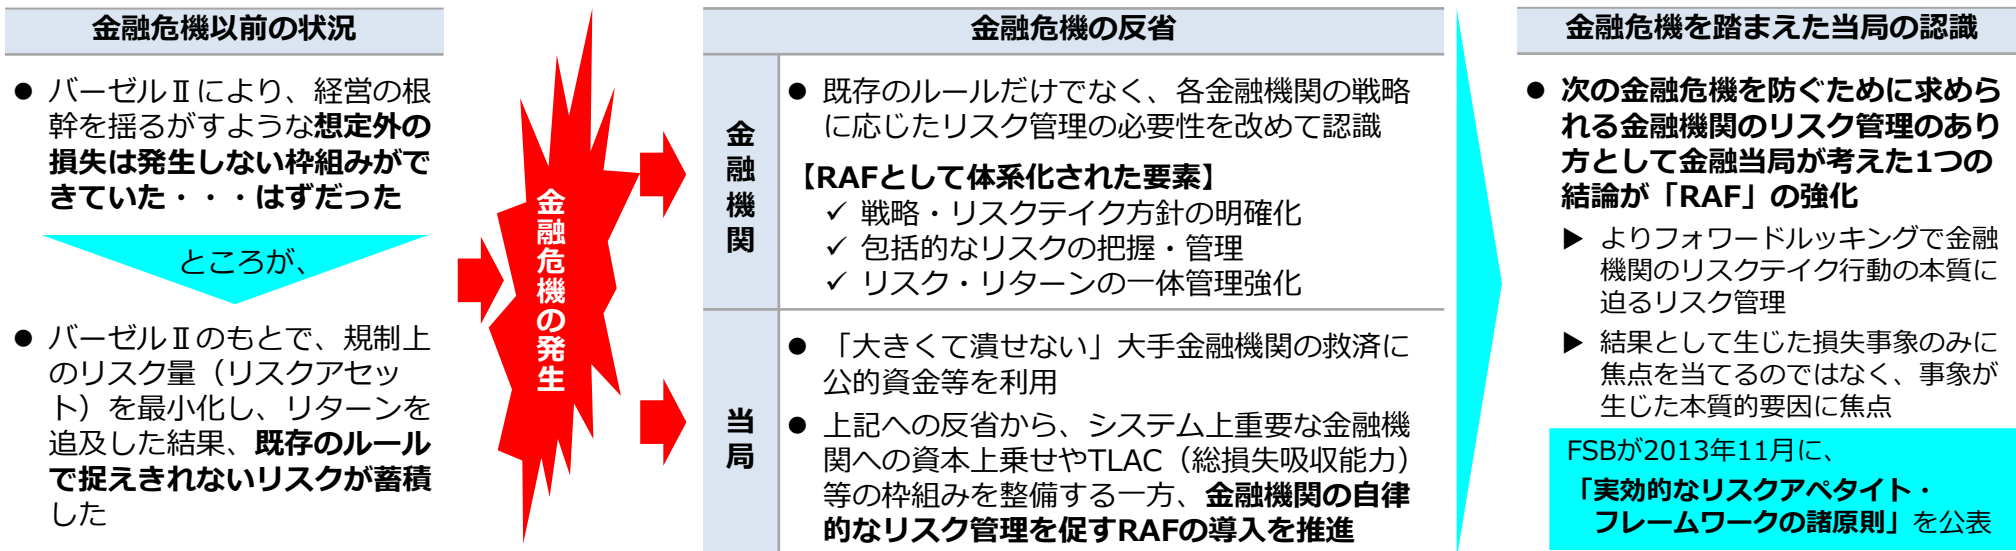 金融危機以前の状況
● バーゼルⅡにより、経営の根
幹を揺るがすような想定外の
損失は発生しない枠組みがで
きていた・・・はずだった
ところが、
● バーゼルⅡのもとで、規制上
のリスク量（リスクアセッ
ト）を最小化し、リターンを
追及した結果、既存のルール
で捉えきれないリスクが蓄積
した
金融危機の発生
金融危機の反省
金融機関
● 既存のルールだけでなく、各金融機関の戦略
に応じたリスク管理の必要性を改めて認識
【RAFとして体系化された要素】
✓ 戦略・リスクテイク方針の明確化
✓ 包括的なリスクの把握・管理
✓ リスク・リターンの一体管理強化
当局
● 「大きくて潰せない」大手金融機関の救済に
公的資金等を利用
● 上記への反省から、システム上重要な金融機
関への資本上乗せやTLAC（総損失吸収能力）
等の枠組みを整備する一方、金融機関の自律
的なリスク管理を促すRAFの導入を推進
金融危機を踏まえた当局の認識
● 次の金融危機を防ぐために求めら
れる金融機関のリスク管理のあり
方として金融当局が考えた1つの
結論が「RAF」の強化
▶ よりフォワードルッキングで金融
機関のリスクテイク行動の本質に
迫るリスク管理
▶ 結果として生じた損失事象のみに
焦点を当てるのではなく、事象が
生じた本質的要因に焦点
FSBが2013年11月に、
「実効的なリスクアペタイト・
フレームワークの諸原則」を公表